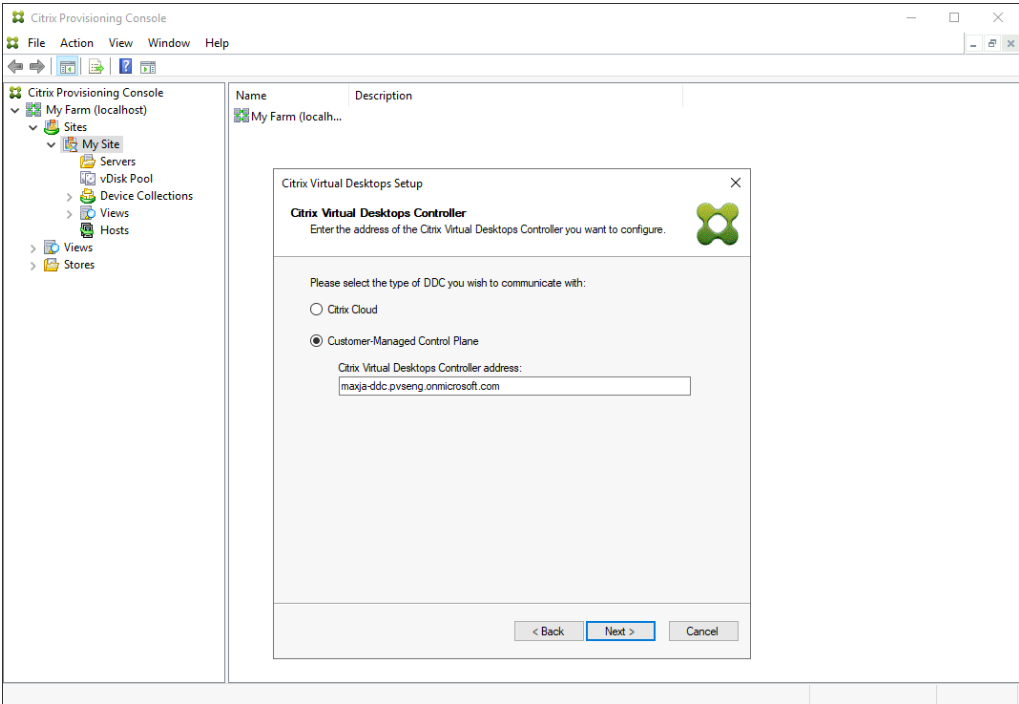 Citrix Provisioning Console
File Action View Window Help
Citrix Provisioning Console
My Farm (localhost)
Sites
My Site
Servers
vDisk Pool
Device Collections
Views
Hosts
Views
Stores
Name Description
My Farm (localh...
Citrix Virtual Desktops Setup
Citrix Virtual Desktops Controller
Enter the address of the Citrix Virtual Desktops Controller you want to configure.
Please select the type of DDC you wish to communicate with:
Citrix Cloud
Customer-Managed Control Plane
Citrix Virtual Desktops Controller address:
maxja-ddc.pvseng.onmicrosoft.com
< Back Next > Cancel